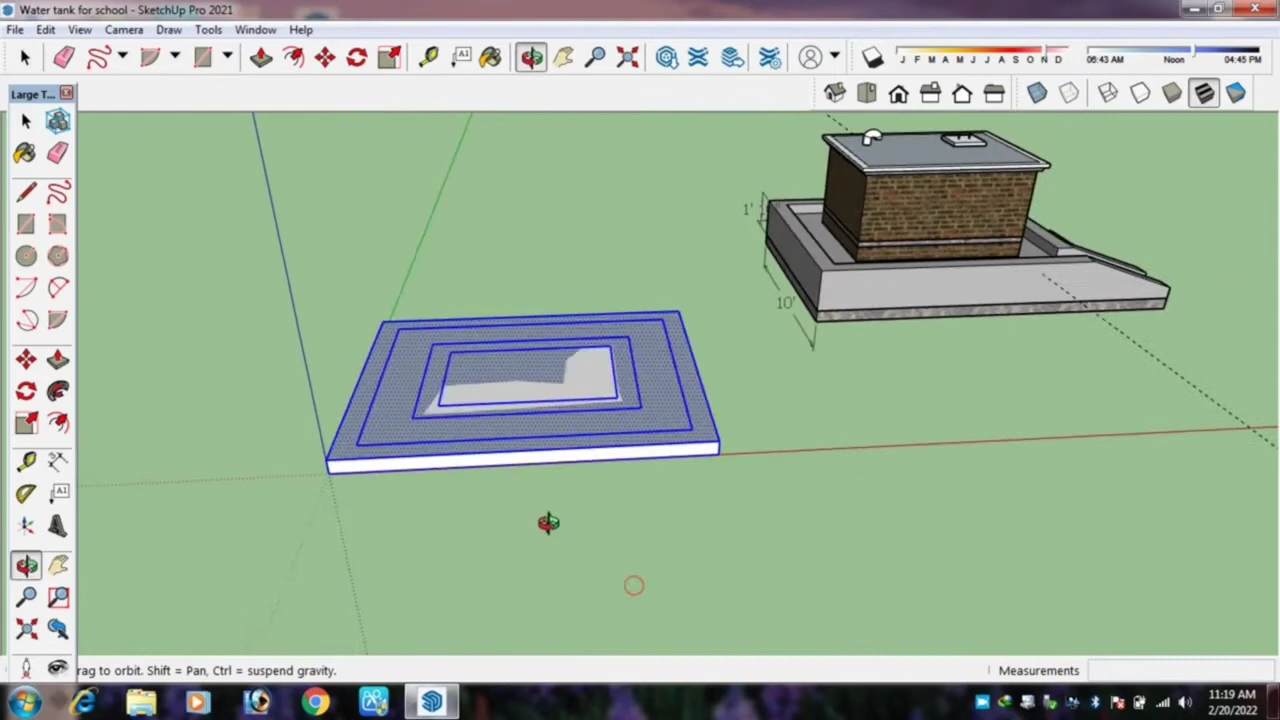 Water tank for school - SketchUp Pro 2021
File Edit View Camera Draw Tools Window Help
A1
J F M A M J J A S O N D
06:43 AM Noon 04:45 PM
Large T...
1'
10'
A1
rag to orbit. Shift = Pan, Ctrl = suspend gravity.
Measurements
11:19 AM
2/20/2022